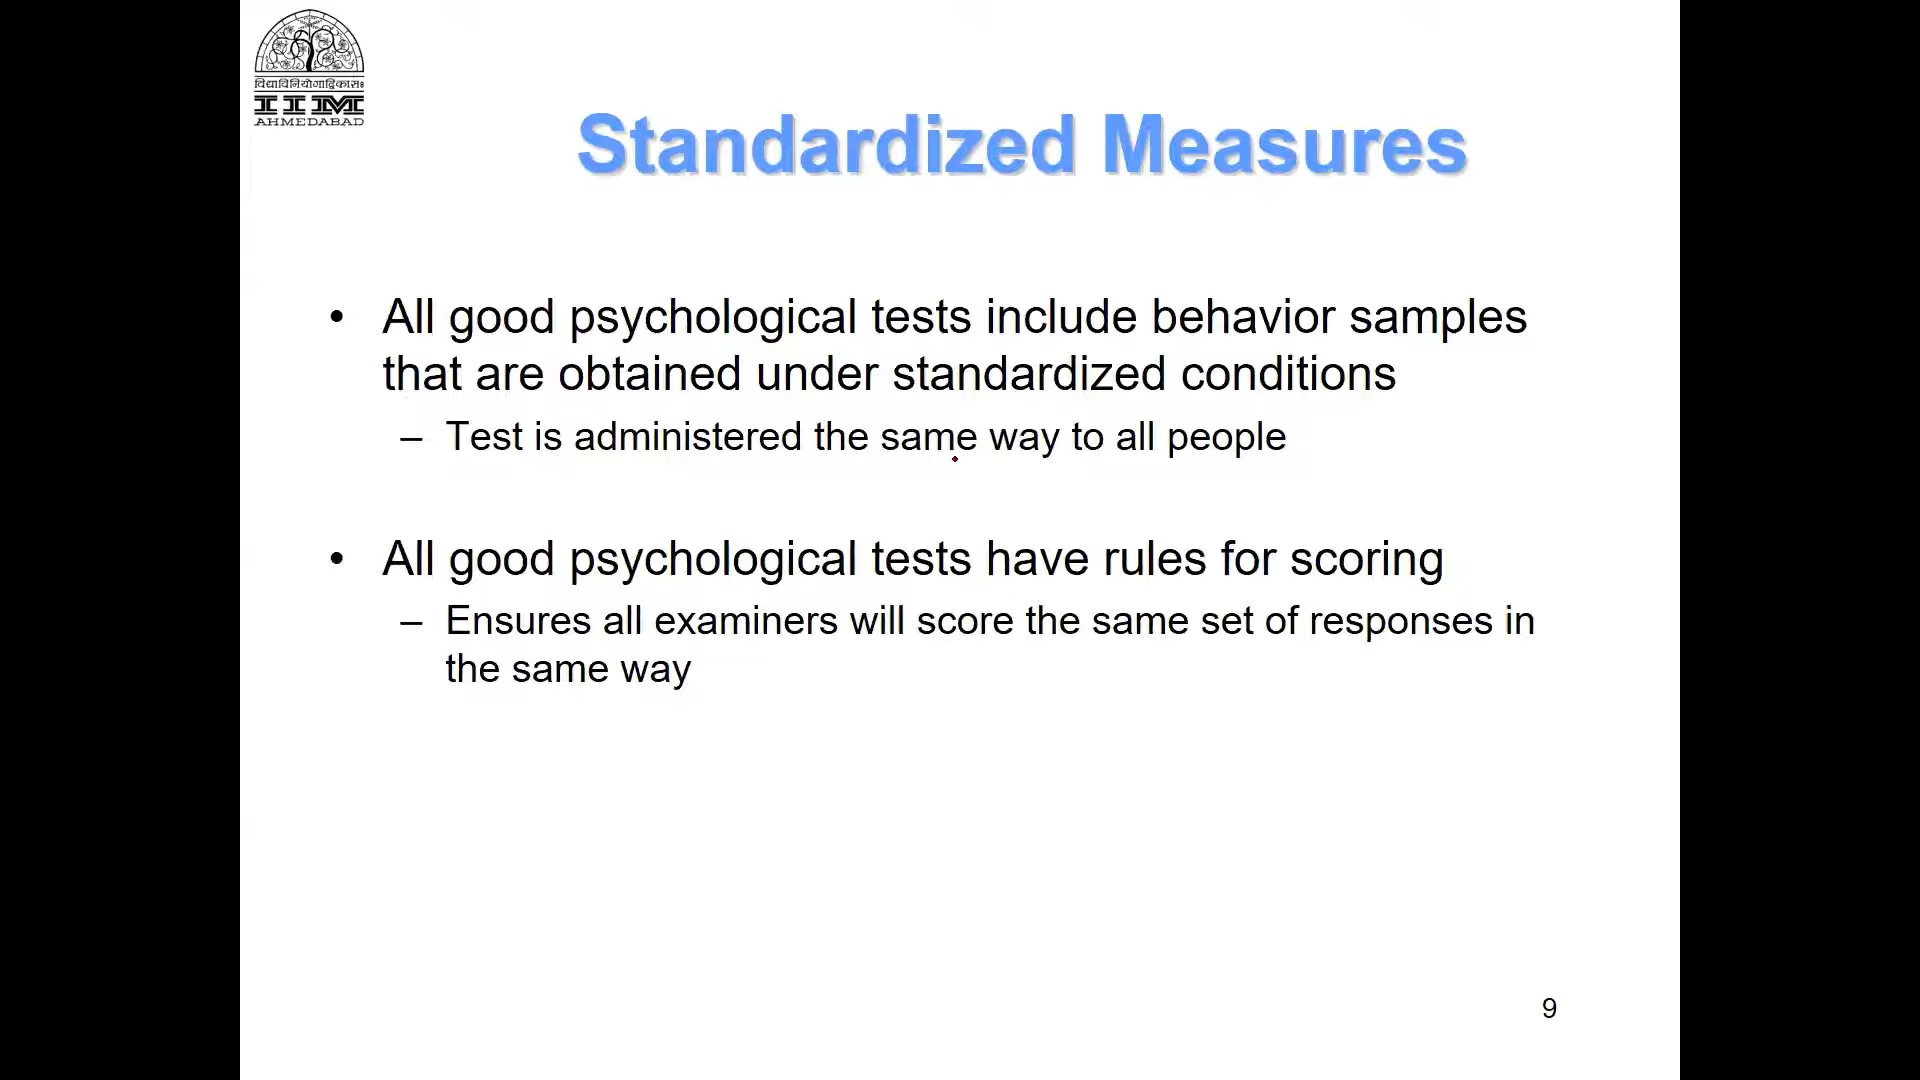 विद्याविनियोगाद्विकासः
IIM
AHMEDABAD
Standardized Measures
• All good psychological tests include behavior samples
that are obtained under standardized conditions
– Test is administered the same way to all people
• All good psychological tests have rules for scoring
– Ensures all examiners will score the same set of responses in
the same way
9